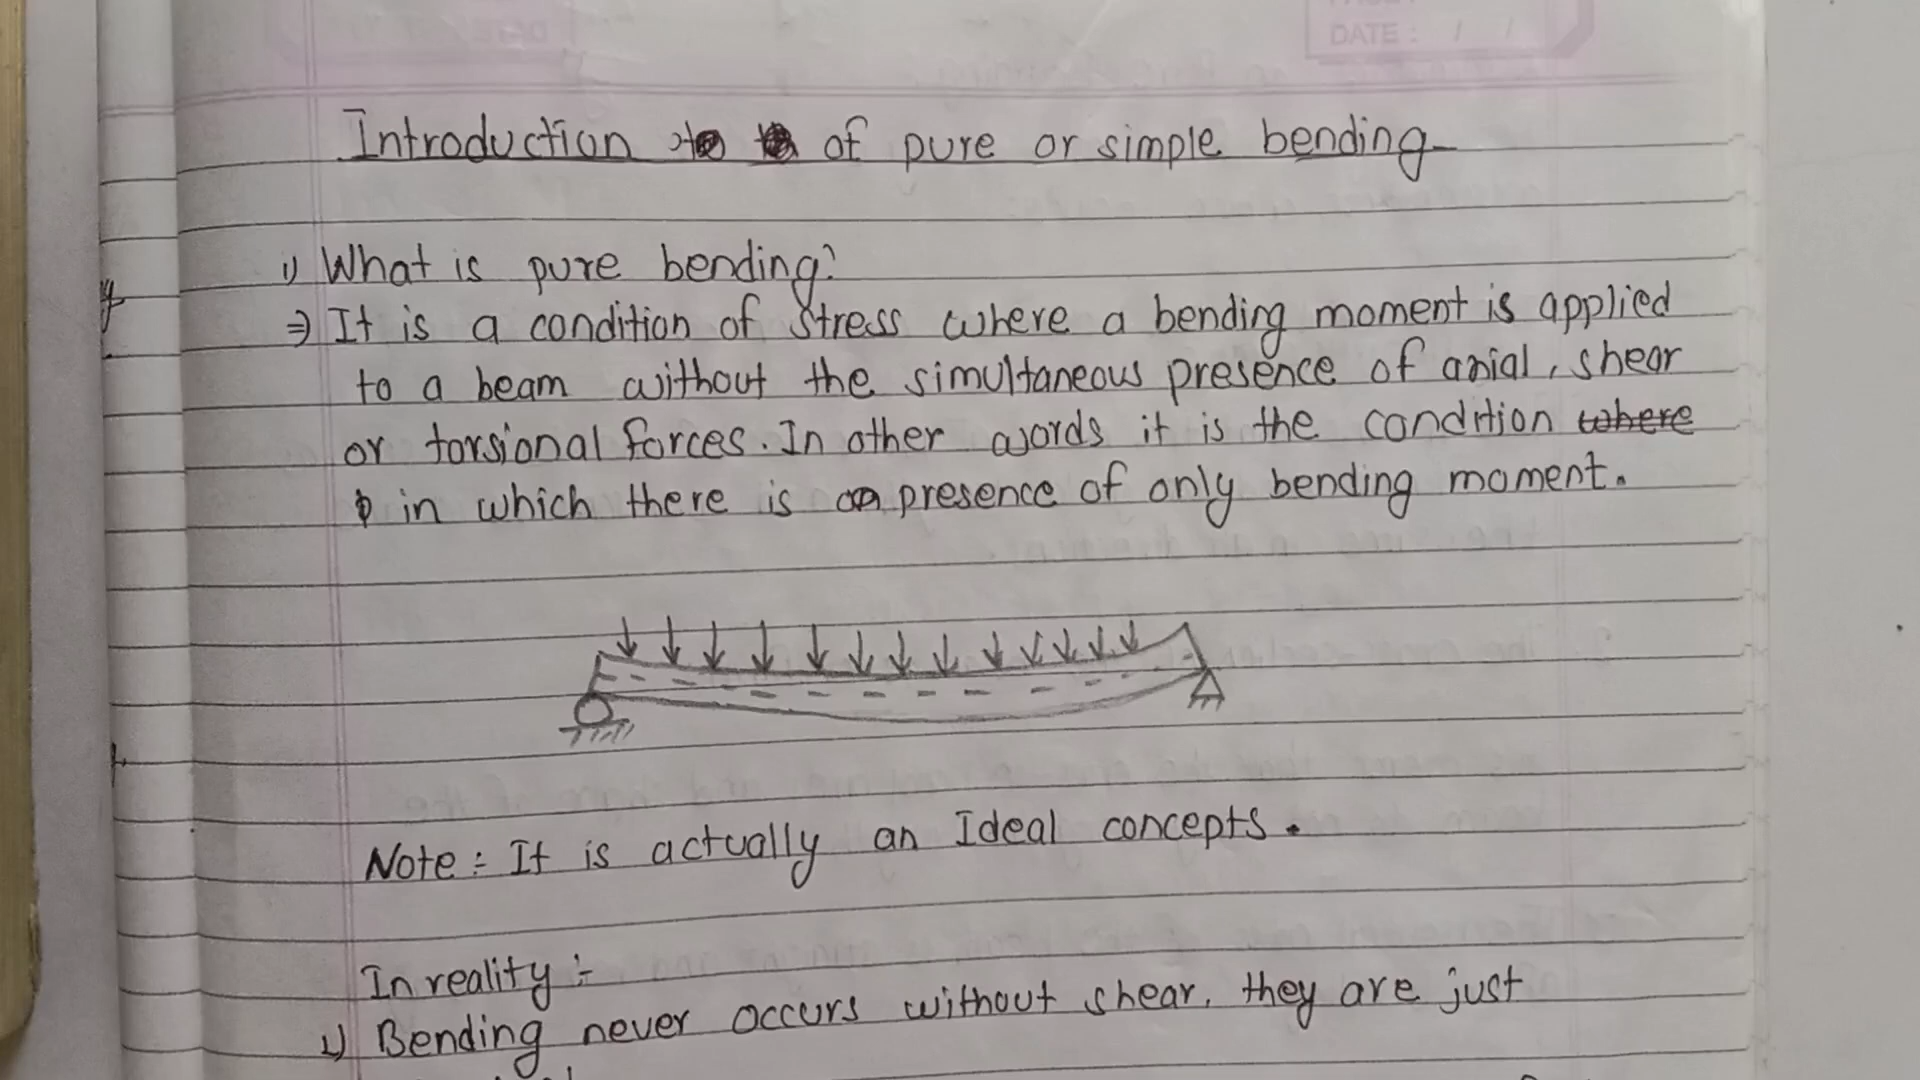 DATE : / /
Introduction of pure or simple bending
1) What is pure bending?
⇒ It is a condition of stress where a bending moment is applied
to a beam without the simultaneous presence of axial, shear
or torsional forces. In other words it is the condition where
in which there is presence of only bending moment.
Note : It is actually an Ideal concepts.
In reality :-
1) Bending never occurs without shear, they are just